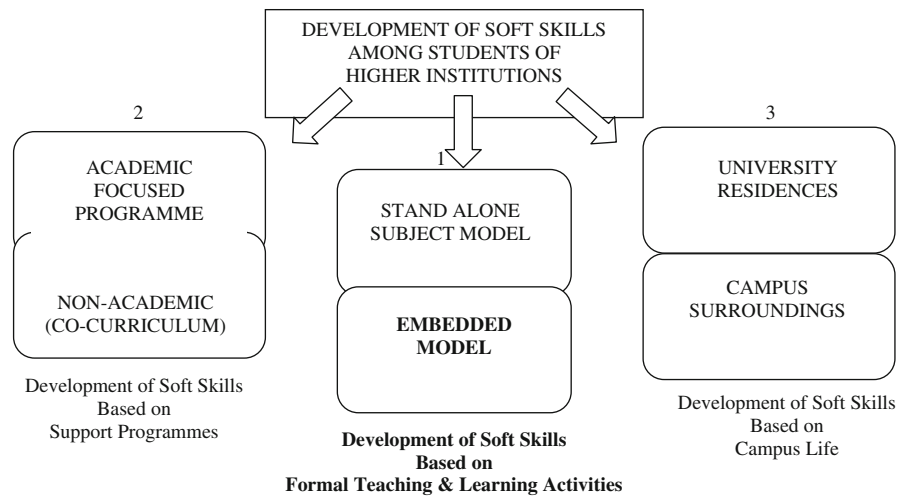 DEVELOPMENT OF SOFT SKILLS
AMONG STUDENTS OF
HIGHER INSTITUTIONS
2
ACADEMIC
FOCUSED
PROGRAMME
NON-ACADEMIC
(CO-CURRICULUM)
Development of Soft Skills
Based on
Support Programmes
1
STAND ALONE
SUBJECT MODEL
EMBEDDED
MODEL
Development of Soft Skills
Based on
Formal Teaching & Learning Activities
3
UNIVERSITY
RESIDENCES
CAMPUS
SURROUNDINGS
Development of Soft Skills
Based on
Campus Life